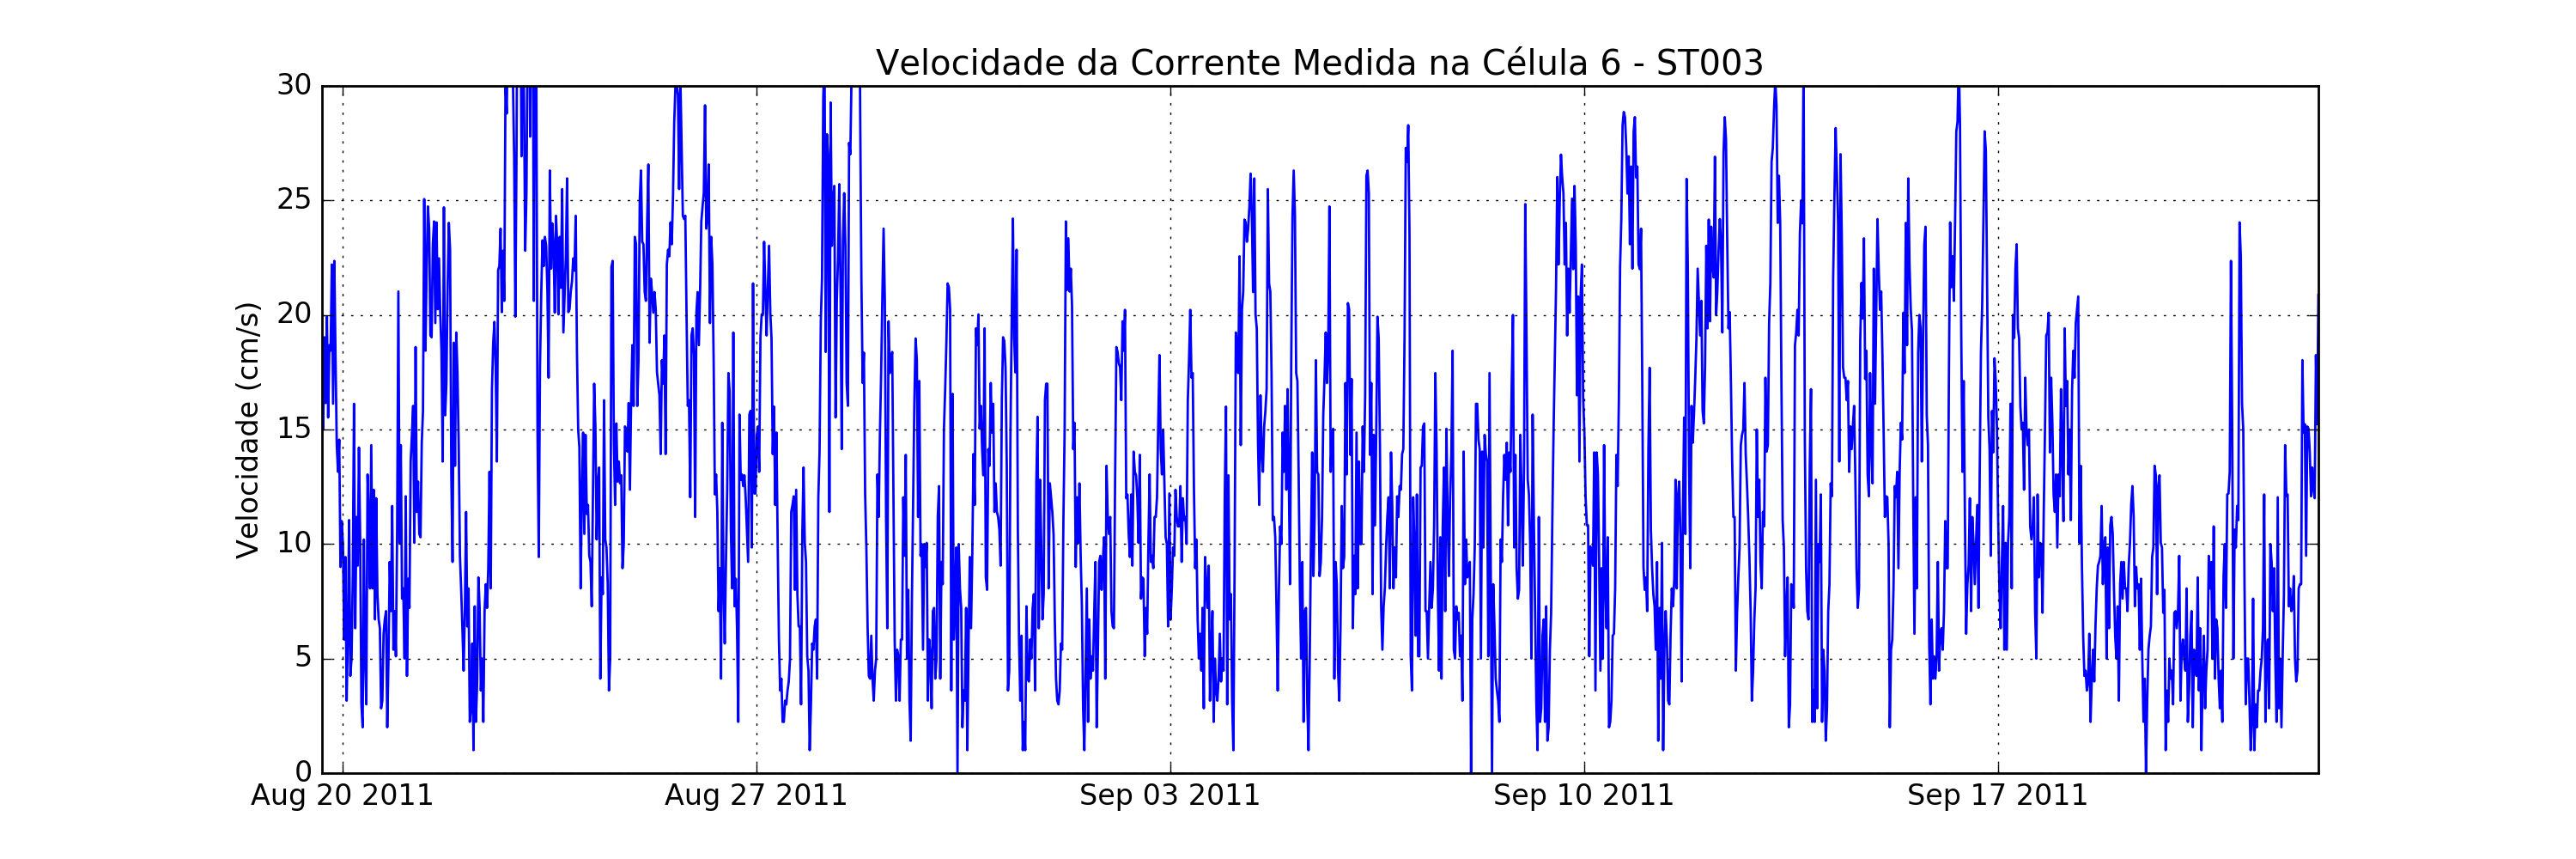 Velocidade da Corrente Medida na Célula 6 - ST003
Velocidade (cm/s)
30
25
20
15
10
5
0
Aug 20 2011
Aug 27 2011
Sep 03 2011
Sep 10 2011
Sep 17 2011